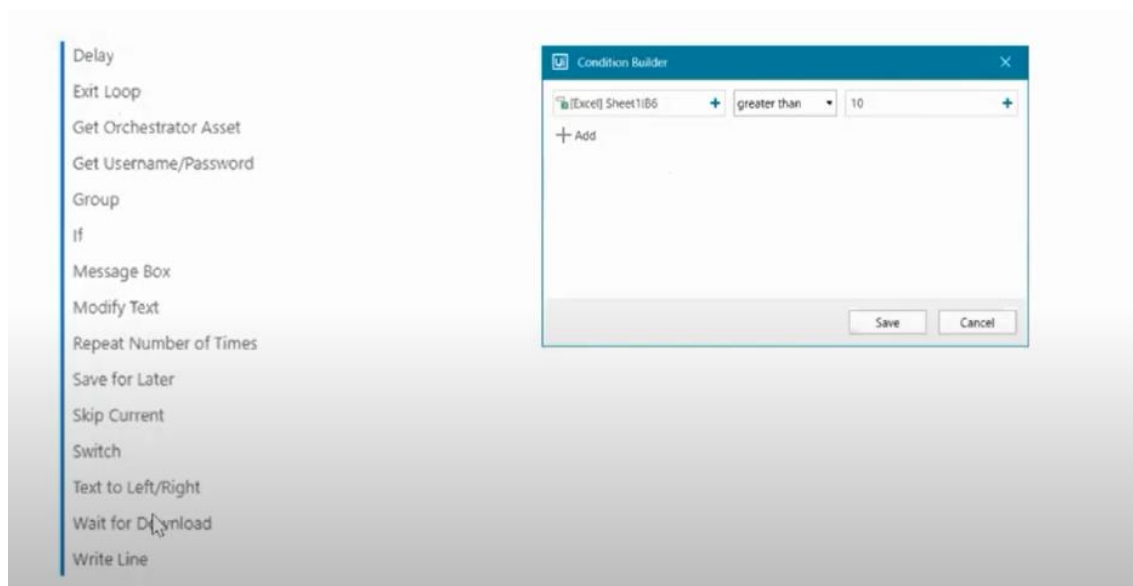 Delay
Exit Loop
Get Orchestrator Asset
Get Username/Password
Group
If
Message Box
Modify Text
Repeat Number of Times
Save for Later
Skip Current
Switch
Text to Left/Right
Wait for Download
Write Line
Ui Condition Builder
[Excel] Sheet1!B6 greater than 10
Add
Save Cancel